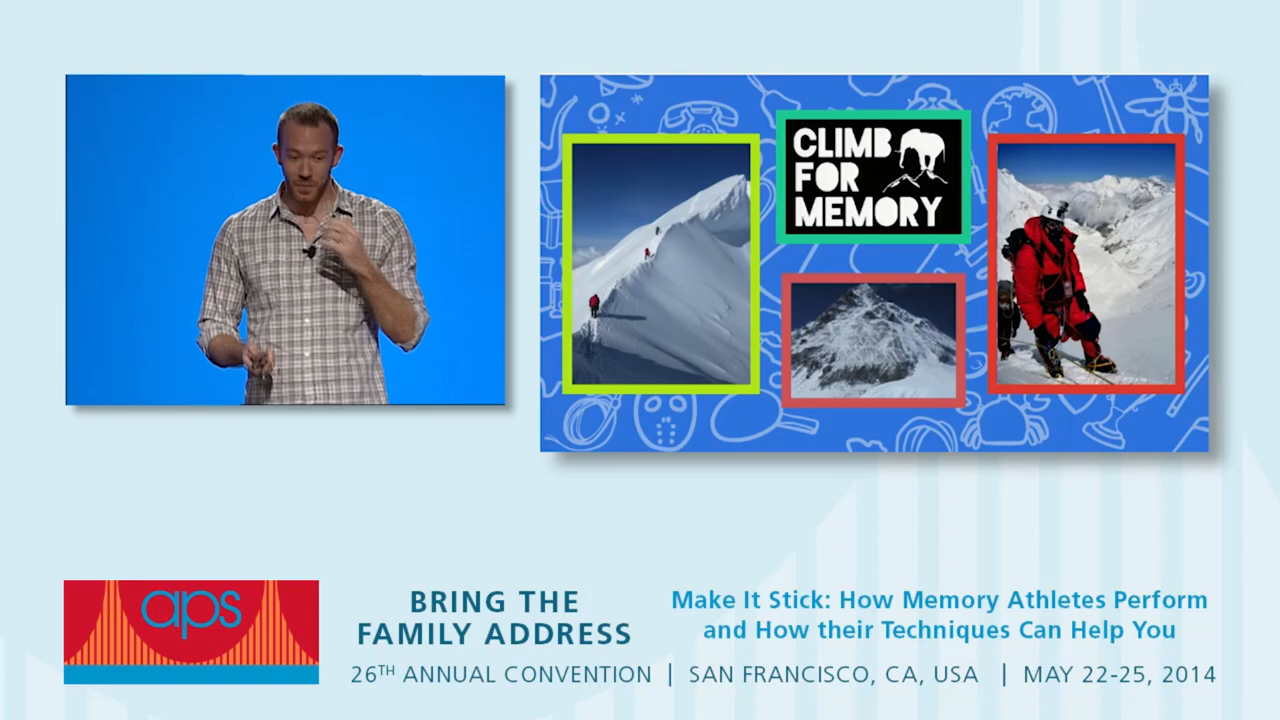 CLIMB
FOR
MEMORY
aps
BRING THE
FAMILY ADDRESS
Make It Stick: How Memory Athletes Perform
and How their Techniques Can Help You
26TH ANNUAL CONVENTION | SAN FRANCISCO, CA, USA | MAY 22-25, 2014